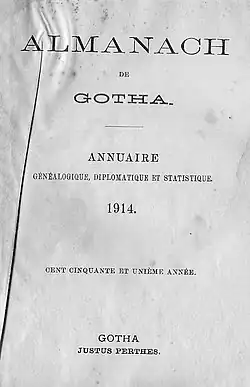 ALMANACH
DE
GOTHA.
ANNUAIRE
GÉNÉALOGIQUE, DIPLOMATIQUE ET STATISTIQUE.
1914.
CENT CINQUANTE ET UNIÈME ANNÉE.
GOTHA
JUSTUS PERTHES.